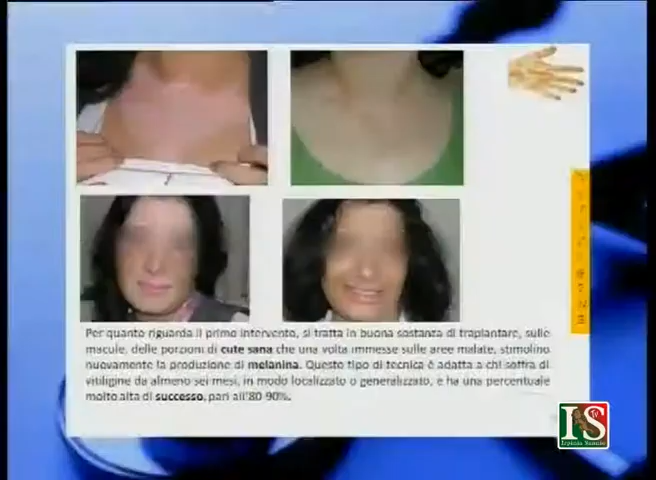 Per quanto riguarda il primo intervento, si tratta in buona sostanza di trapiantare, sulle
macule, delle porzioni di cute sana che una volta immesse sulle aree malate, stimolino
nuovamente la produzione di melanina. Questo tipo di tecnica è adatta a chi soffra di
vitiligine da almeno sei mesi, in modo localizzato o generalizzato, e ha una percentuale
molto alta di successo, pari all'80-90%.
IS
TV